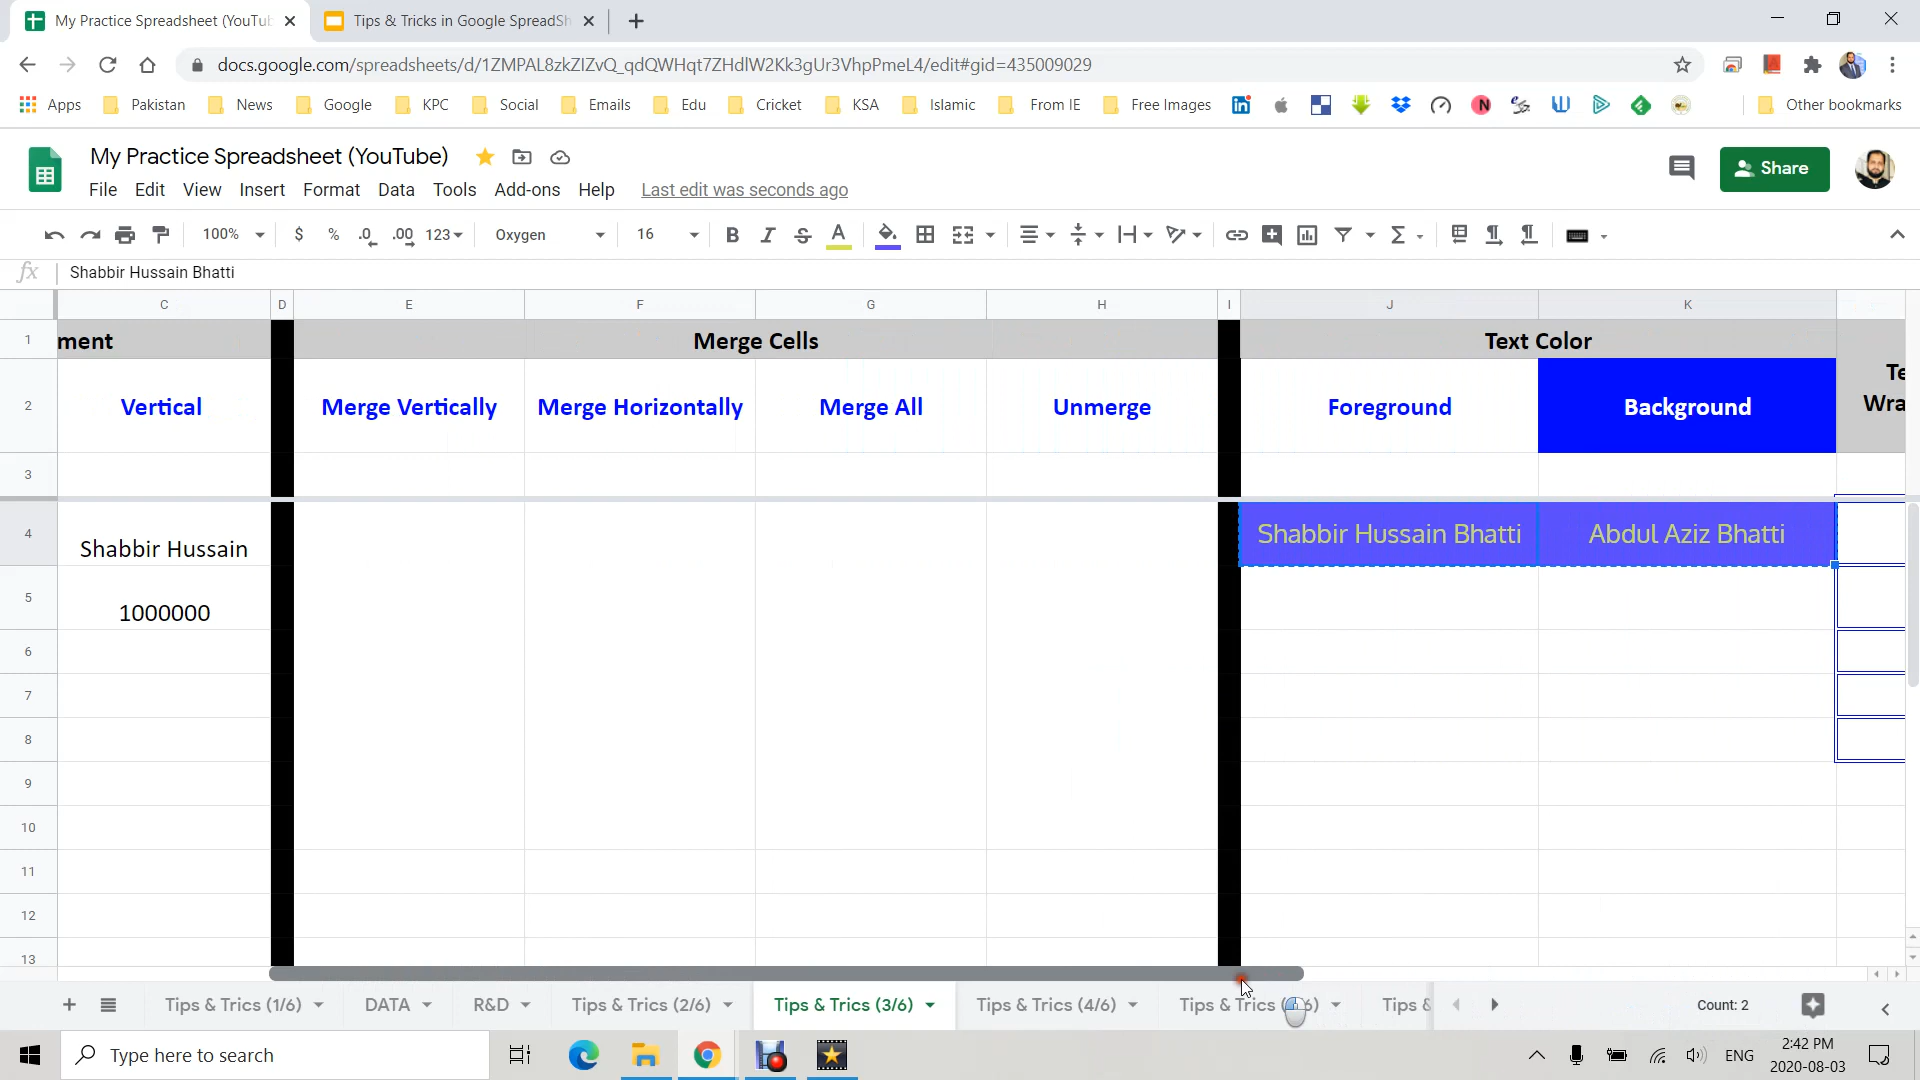 My Practice Spreadsheet (YouTub
Tips & Tricks in Google SpreadSh
docs.google.com/spreadsheets/d/1ZMPAL8zkZIZvQ_qdQWHqt7ZHdlW2Kk3gUr3VhpPmeL4/edit#gid=435009029
Apps Pakistan News Google KPC Social Emails Edu Cricket KSA Islamic From IE Free Images Other bookmarks
My Practice Spreadsheet (YouTube)
Share
File Edit View Insert Format Data Tools Add-ons Help Last edit was seconds ago
100% $ % .0 .00 123 Oxygen 16 B I S A
fx Shabbir Hussain Bhatti
C D E F G H I J K
1 ment Merge Cells Text Color
2 Vertical Merge Vertically Merge Horizontally Merge All Unmerge Foreground Background Te
Wra
3
4 Shabbir Hussain Shabbir Hussain Bhatti Abdul Aziz Bhatti
5 1000000
6
7
8
9
10
11
12
13
Tips & Trics (1/6) DATA R&D Tips & Trics (2/6) Tips & Trics (3/6) Tips & Trics (4/6) Tips & Trics ( 6) Tips & Count: 2
Type here to search
ENG
2:42 PM
2020-08-03